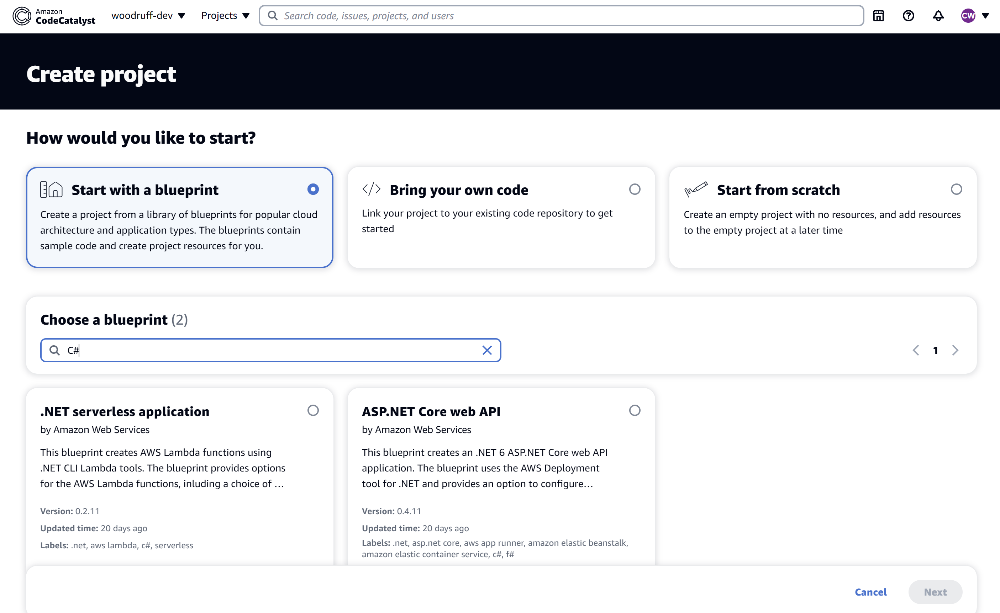 Amazon
CodeCatalyst
woodruff-dev
Projects
Search code, issues, projects, and users
CW
Create project
How would you like to start?
Start with a blueprint
Create a project from a library of blueprints for popular cloud
architecture and application types. The blueprints contain
sample code and create project resources for you.
Bring your own code
Link your project to your existing code repository to get
started
Start from scratch
Create an empty project with no resources, and add resources
to the empty project at a later time
Choose a blueprint (2)
C#
1
.NET serverless application
by Amazon Web Services
This blueprint creates AWS Lambda functions using
.NET CLI Lambda tools. The blueprint provides options
for the AWS Lambda functions, inluding a choice of ...
Version: 0.2.11
Updated time: 20 days ago
Labels: .net, aws lambda, c#, serverless
ASP.NET Core web API
by Amazon Web Services
This blueprint creates an .NET 6 ASP.NET Core web API
application. The blueprint uses the AWS Deployment
tool for .NET and provides an option to configure...
Version: 0.4.11
Updated time: 20 days ago
Labels: .net, asp.net core, aws app runner, amazon elastic beanstalk,
amazon elastic container service, c#, f#
Cancel
Next